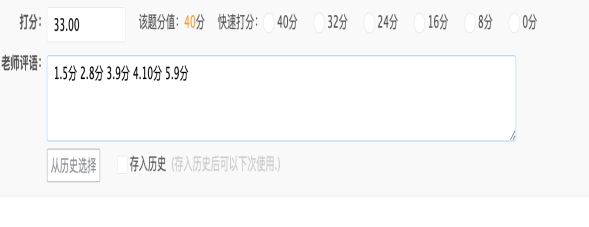 打分: 33.00 该题分值: 40分 快速打分: 40分 32分 24分 16分 8分 0分
老师评语: 1.5分 2.8分 3.9分 4.10分 5.9分
从历史选择 存入历史 (存入历史后可以下次使用.)